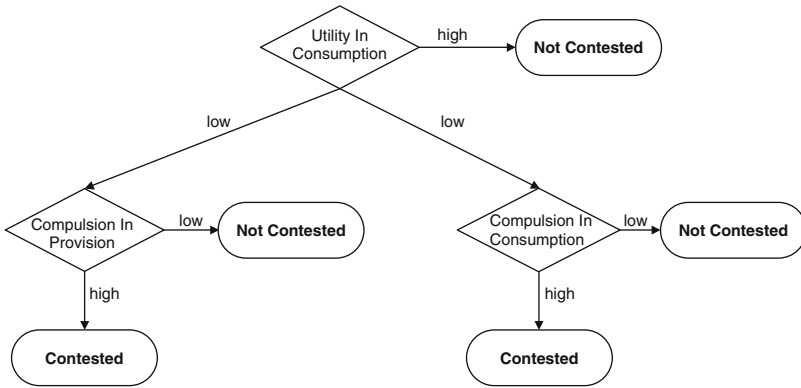 Utility In
Consumption
high
Not Contested
low
low
Compulsion In
Provision
low
Not Contested
Compulsion In
Consumption
low
Not Contested
high
high
Contested
Contested